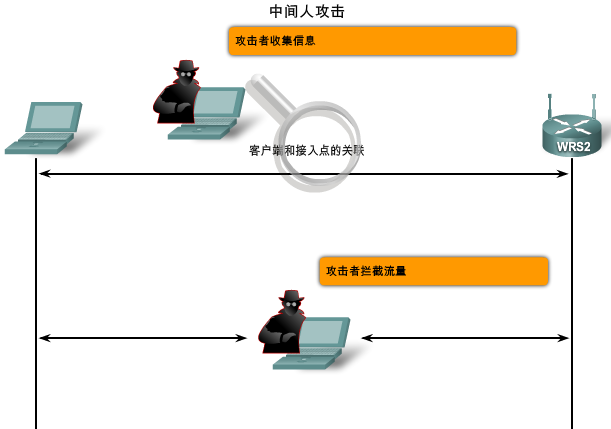 中间人攻击
攻击者收集信息
客户端和接入点的关联
WRS2
攻击者拦截流量